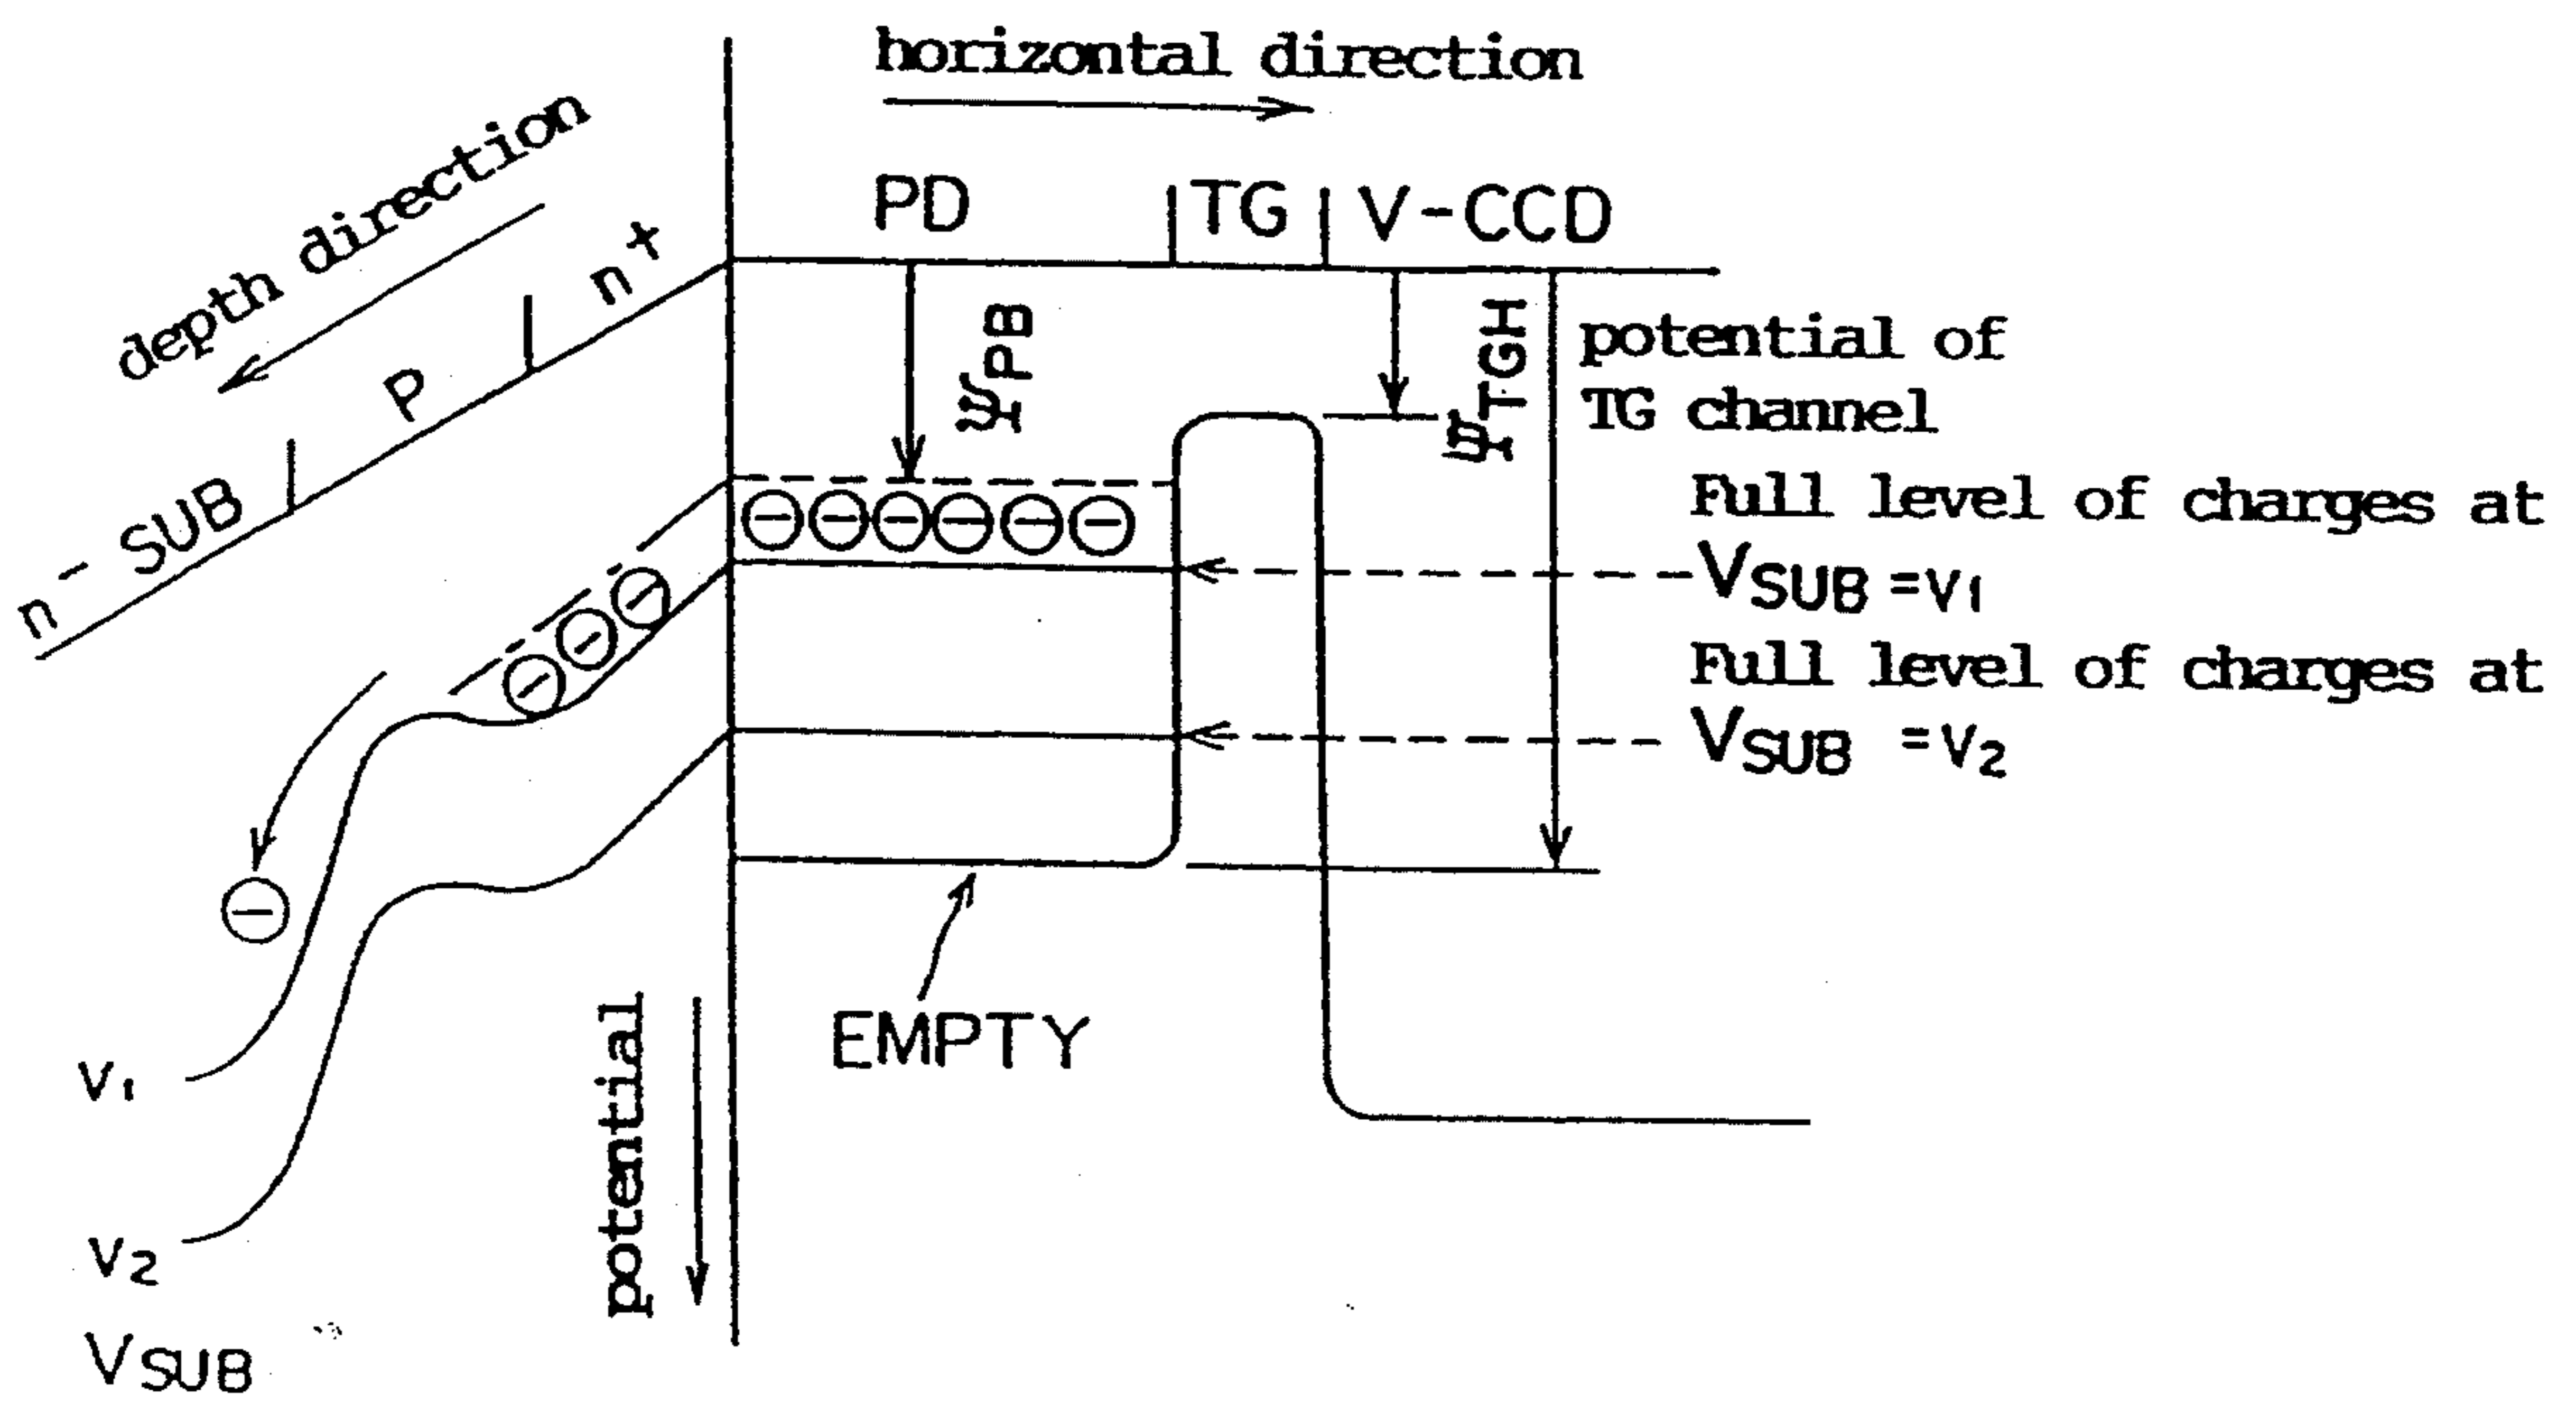 horizontal direction
depth direction
PD
TG
V-CCD
n+
P
n- SUB
ΨPB
ΨTGH
potential of
TG channel
Full level of charges at
VSUB =V1
Full level of charges at
VSUB =V2
EMPTY
potential
V1
V2
VSUB